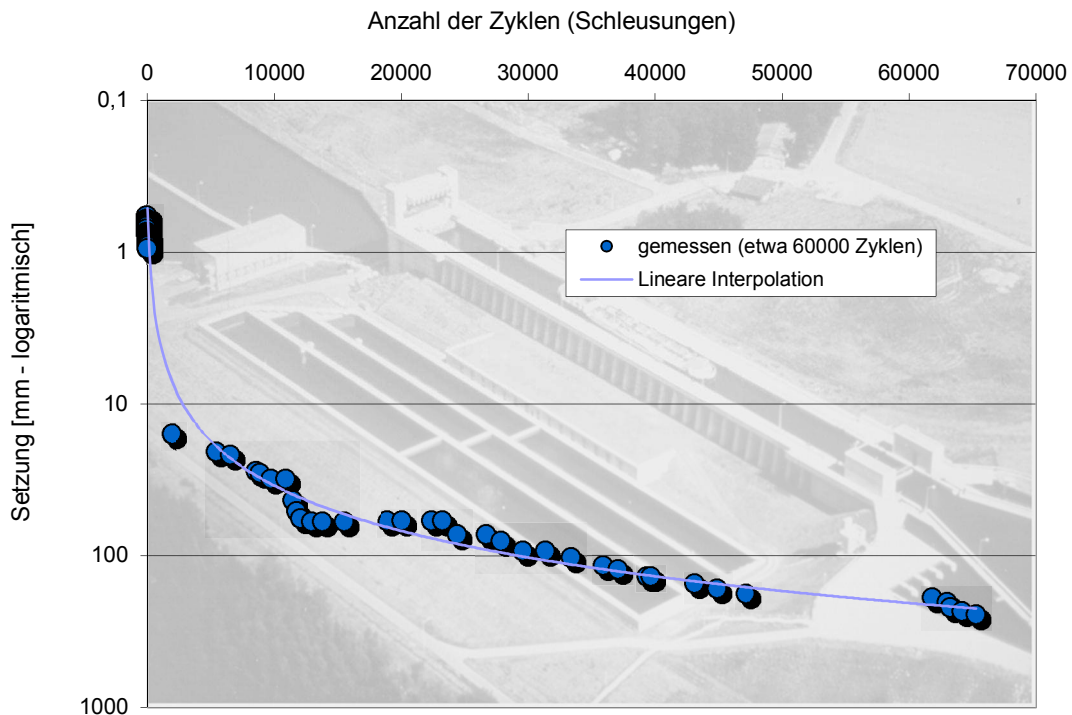 Anzahl der Zyklen (Schleusungen)
0 10000 20000 30000 40000 50000 60000 70000
0,1
1
10
100
1000
Setzung [mm - logaritmisch]
gemessen (etwa 60000 Zyklen)
Lineare Interpolation